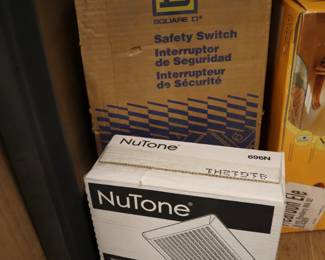 SQUARE D
Safety Switch
Interruptor
de Seguridad
Interrupteur
de Sécurité
NuTone
696N
NuTone